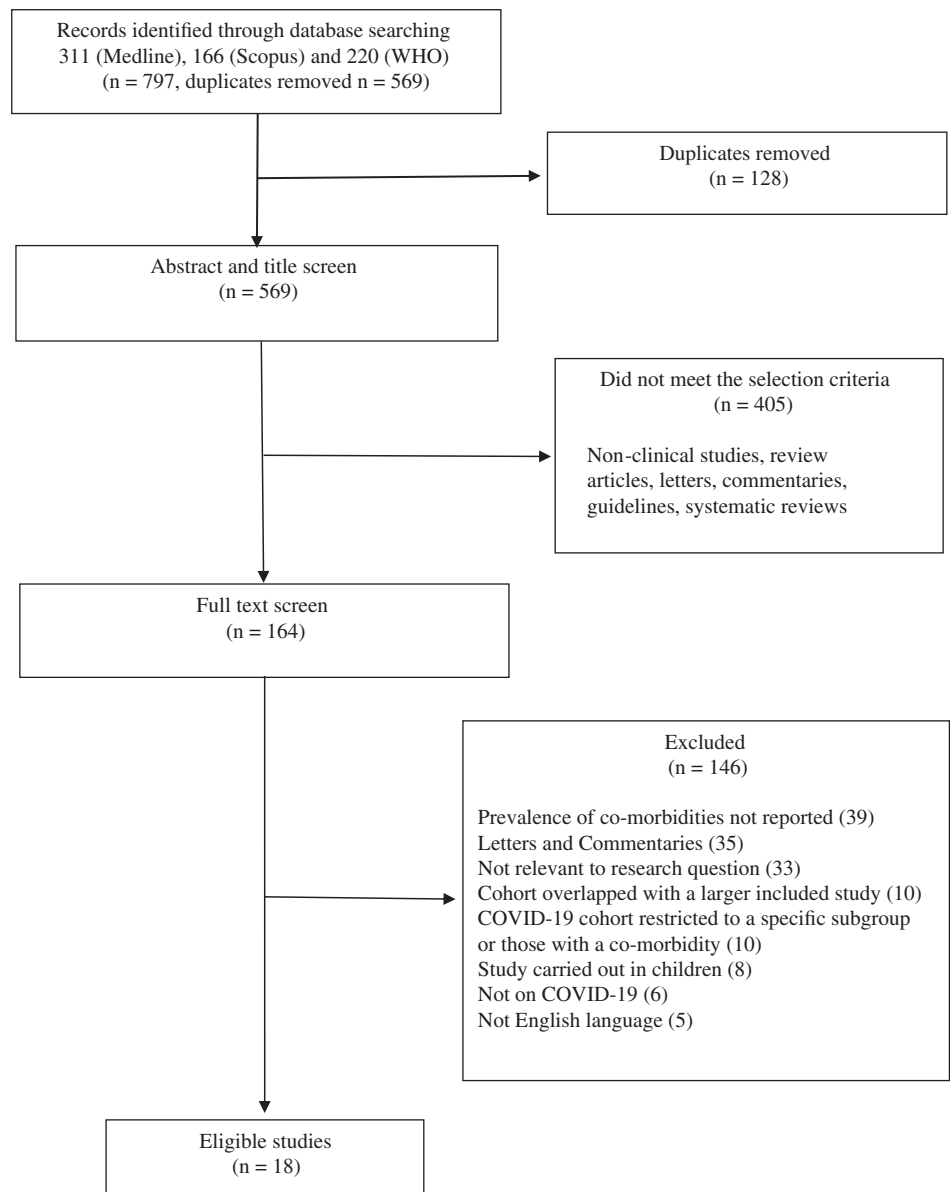 Records identified through database searching
311 (Medline), 166 (Scopus) and 220 (WHO)
(n = 797, duplicates removed n = 569)
Duplicates removed
(n = 128)
Abstract and title screen
(n = 569)
Did not meet the selection criteria
(n = 405)
Non-clinical studies, review
articles, letters, commentaries,
guidelines, systematic reviews
Full text screen
(n = 164)
Excluded
(n = 146)
Prevalence of co-morbidities not reported (39)
Letters and Commentaries (35)
Not relevant to research question (33)
Cohort overlapped with a larger included study (10)
COVID-19 cohort restricted to a specific subgroup
or those with a co-morbidity (10)
Study carried out in children (8)
Not on COVID-19 (6)
Not English language (5)
Eligible studies
(n = 18)